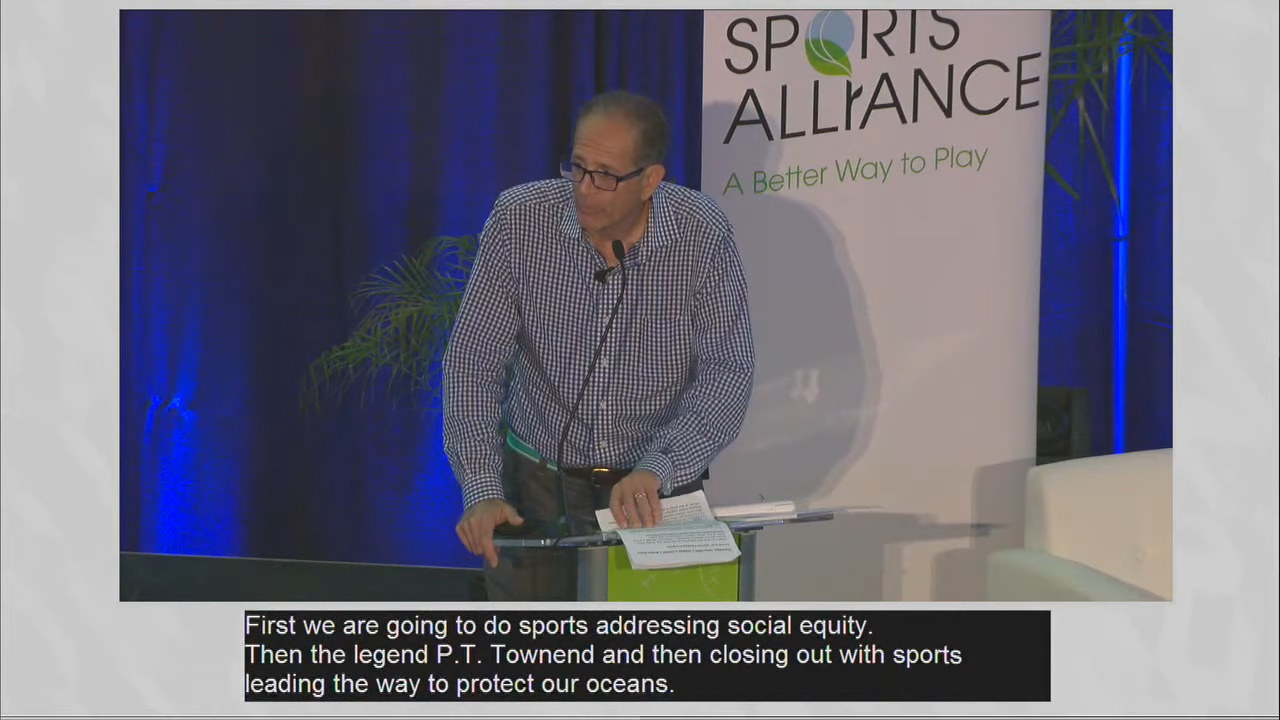 SPORTS
ALLIANCE
A Better Way to Play
First we are going to do sports addressing social equity.
Then the legend P.T. Townend and then closing out with sports
leading the way to protect our oceans.